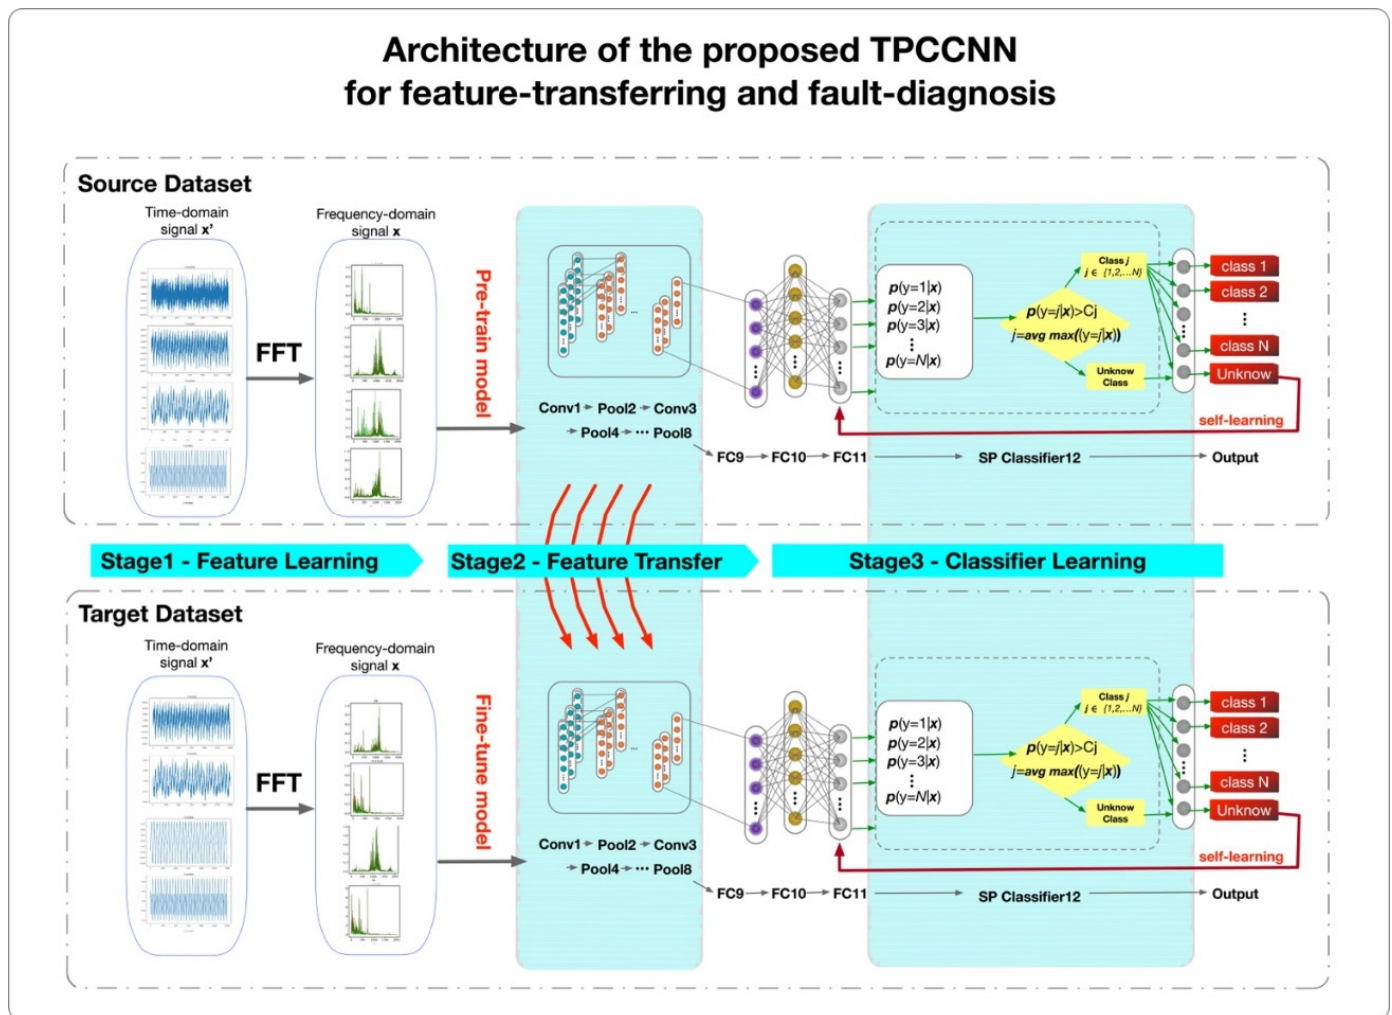 Architecture of the proposed TPCCNN
for feature-transferring and fault-diagnosis
Source Dataset
Time-domain
signal x'
Frequency-domain
signal x
FFT
Pre-train model
Conv1 → Pool2 → Conv3
→ Pool4 → ··· Pool8
FC9 → FC10 → FC11
SP Classifier12
Output
p(y=1|x)
p(y=2|x)
p(y=3|x)
⋮
p(y=N|x)
p(y=j|x)>Cj
j=avg max((y=j|x))
Class j
j ∈ {1,2,...N}
Unknow
Class
class 1
class 2
⋮
class N
Unknow
self-learning
Stage1 - Feature Learning
Stage2 - Feature Transfer
Stage3 - Classifier Learning
Target Dataset
Time-domain
signal x'
Frequency-domain
signal x
FFT
Fine-tune model
Conv1 → Pool2 → Conv3
→ Pool4 → ··· Pool8
FC9 → FC10 → FC11
SP Classifier12
Output
p(y=1|x)
p(y=2|x)
p(y=3|x)
⋮
p(y=N|x)
p(y=j|x)>Cj
j=avg max((y=j|x))
Class j
j ∈ {1,2,...N}
Unknow
Class
class 1
class 2
⋮
class N
Unknow
self-learning